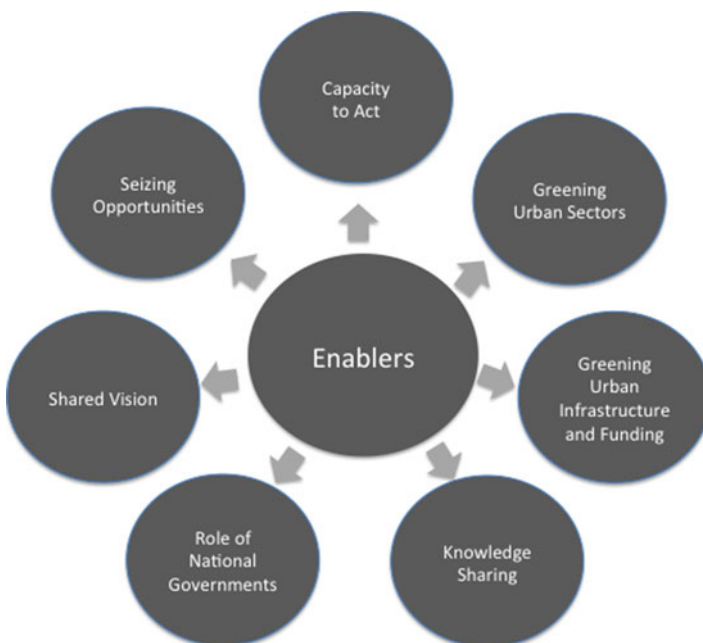 Capacity
to Act
Seizing
Opportunities
Greening
Urban Sectors
Enablers
Shared Vision
Greening
Urban
Infrastructure
and Funding
Role of
National
Governments
Knowledge
Sharing